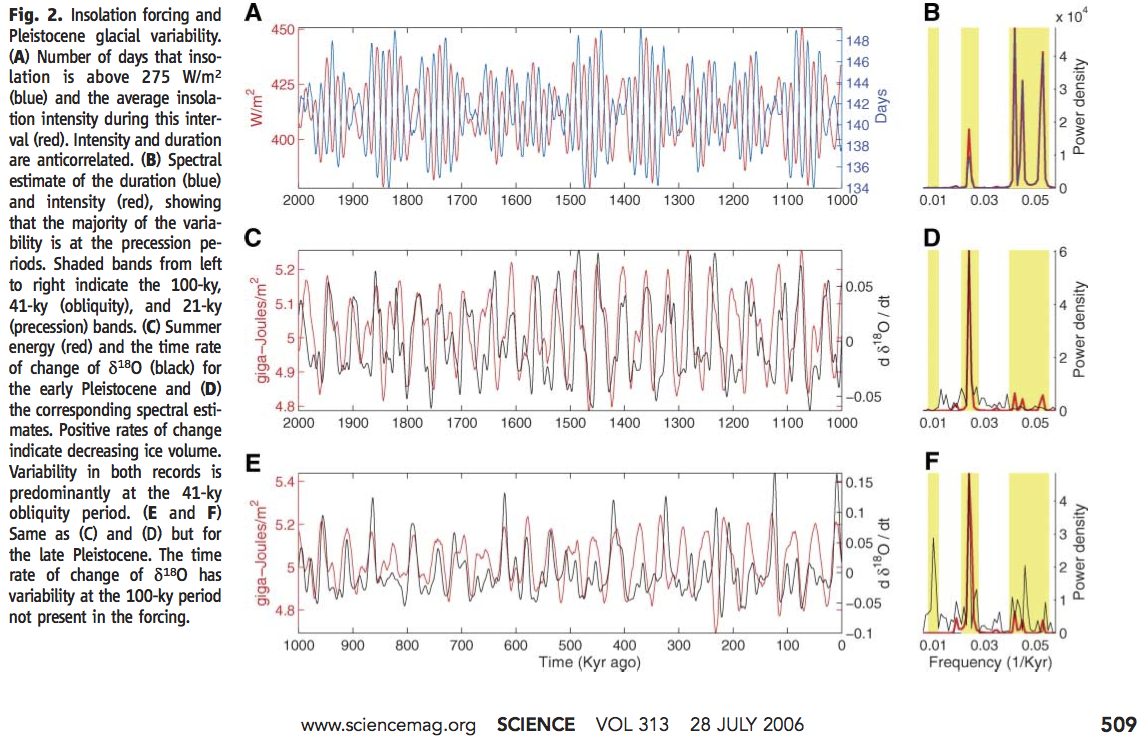 Fig. 2. Insolation forcing and
Pleistocene glacial variability.
(A) Number of days that inso-
lation is above 275 W/m²
(blue) and the average insola-
tion intensity during this inter-
val (red). Intensity and duration
are anticorrelated. (B) Spectral
estimate of the duration (blue)
and intensity (red), showing
that the majority of the varia-
bility is at the precession pe-
riods. Shaded bands from left
to right indicate the 100-ky,
41-ky (obliquity), and 21-ky
(precession) bands. (C) Summer
energy (red) and the time rate
of change of δ¹⁸O (black) for
the early Pleistocene and (D)
the corresponding spectral esti-
mates. Positive rates of change
indicate decreasing ice volume.
Variability in both records is
predominantly at the 41-ky
obliquity period. (E and F)
Same as (C) and (D) but for
the late Pleistocene. The time
rate of change of δ¹⁸O has
variability at the 100-ky period
not present in the forcing.
A
450
425
400
W/m²
148
146
144
142
140
138
136
134
Days
2000 1900 1800 1700 1600 1500 1400 1300 1200 1100 1000
B
x 10⁴
4
3
2
1
0
Power density
0.01 0.03 0.05
C
5.2
5.1
5
4.9
4.8
giga–Joules/m²
0.05
0
−0.05
d δ¹⁸O / dt
2000 1900 1800 1700 1600 1500 1400 1300 1200 1100 1000
D
6
4
2
0
Power density
0.01 0.03 0.05
E
5.4
5.2
5
4.8
giga–Joules/m²
0.15
0.1
0.05
0
−0.05
−0.1
d δ¹⁸O / dt
1000 900 800 700 600 500 400 300 200 100 0
Time (Kyr ago)
F
4
3
2
1
0
Power density
0.01 0.03 0.05
Frequency (1/Kyr)
www.sciencemag.org SCIENCE VOL 313 28 JULY 2006 509